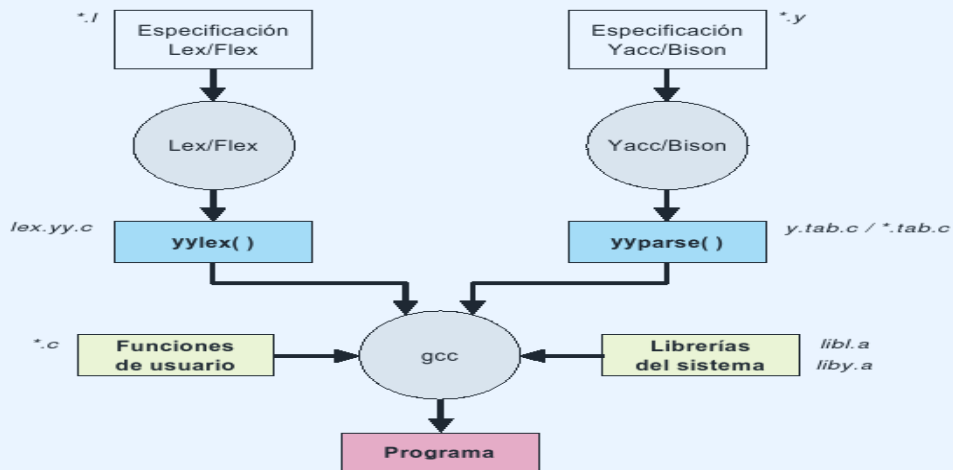 *.l
Especificación
Lex/Flex
Especificación
Yacc/Bison
*.y
Lex/Flex
Yacc/Bison
lex.yy.c
yylex( )
yyparse( )
y.tab.c / *.tab.c
*.c
Funciones
de usuario
gcc
Librerías
del sistema
libl.a
liby.a
Programa